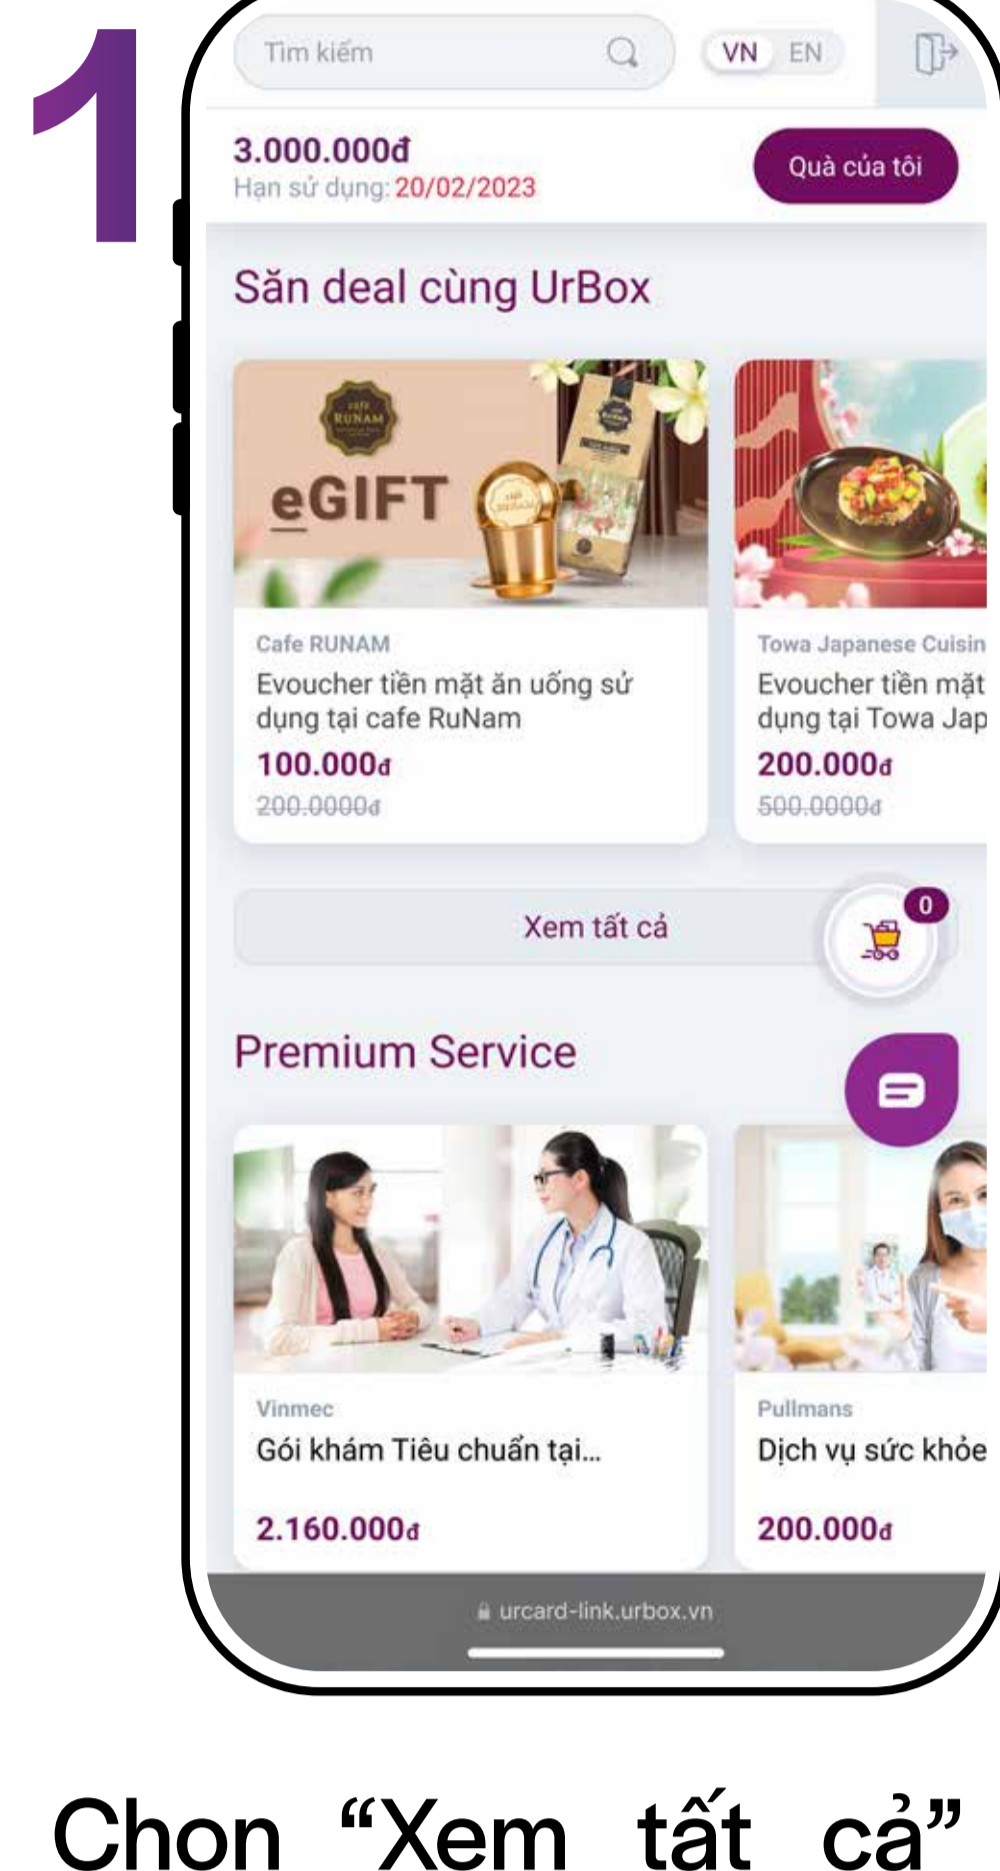 1
Tìm kiếm
VN EN
3.000.000đ
Hạn sử dụng: 20/02/2023
Quà của tôi
Săn deal cùng UrBox
cafe
RUNAM
eGIFT
Cafe RUNAM
Evoucher tiền mặt ăn uống sử
dụng tại cafe RuNam
100.000đ
200.0000đ
Towa Japanese Cuisin
Evoucher tiền mặt
dụng tại Towa Jap
200.000đ
500.0000đ
Xem tất cả
0
Premium Service
Vinmec
Gói khám Tiêu chuẩn tại...
2.160.000đ
Pullmans
Dịch vụ sức khỏe
200.000đ
urcard-link.urbox.vn
Chọn “Xem tất cả”